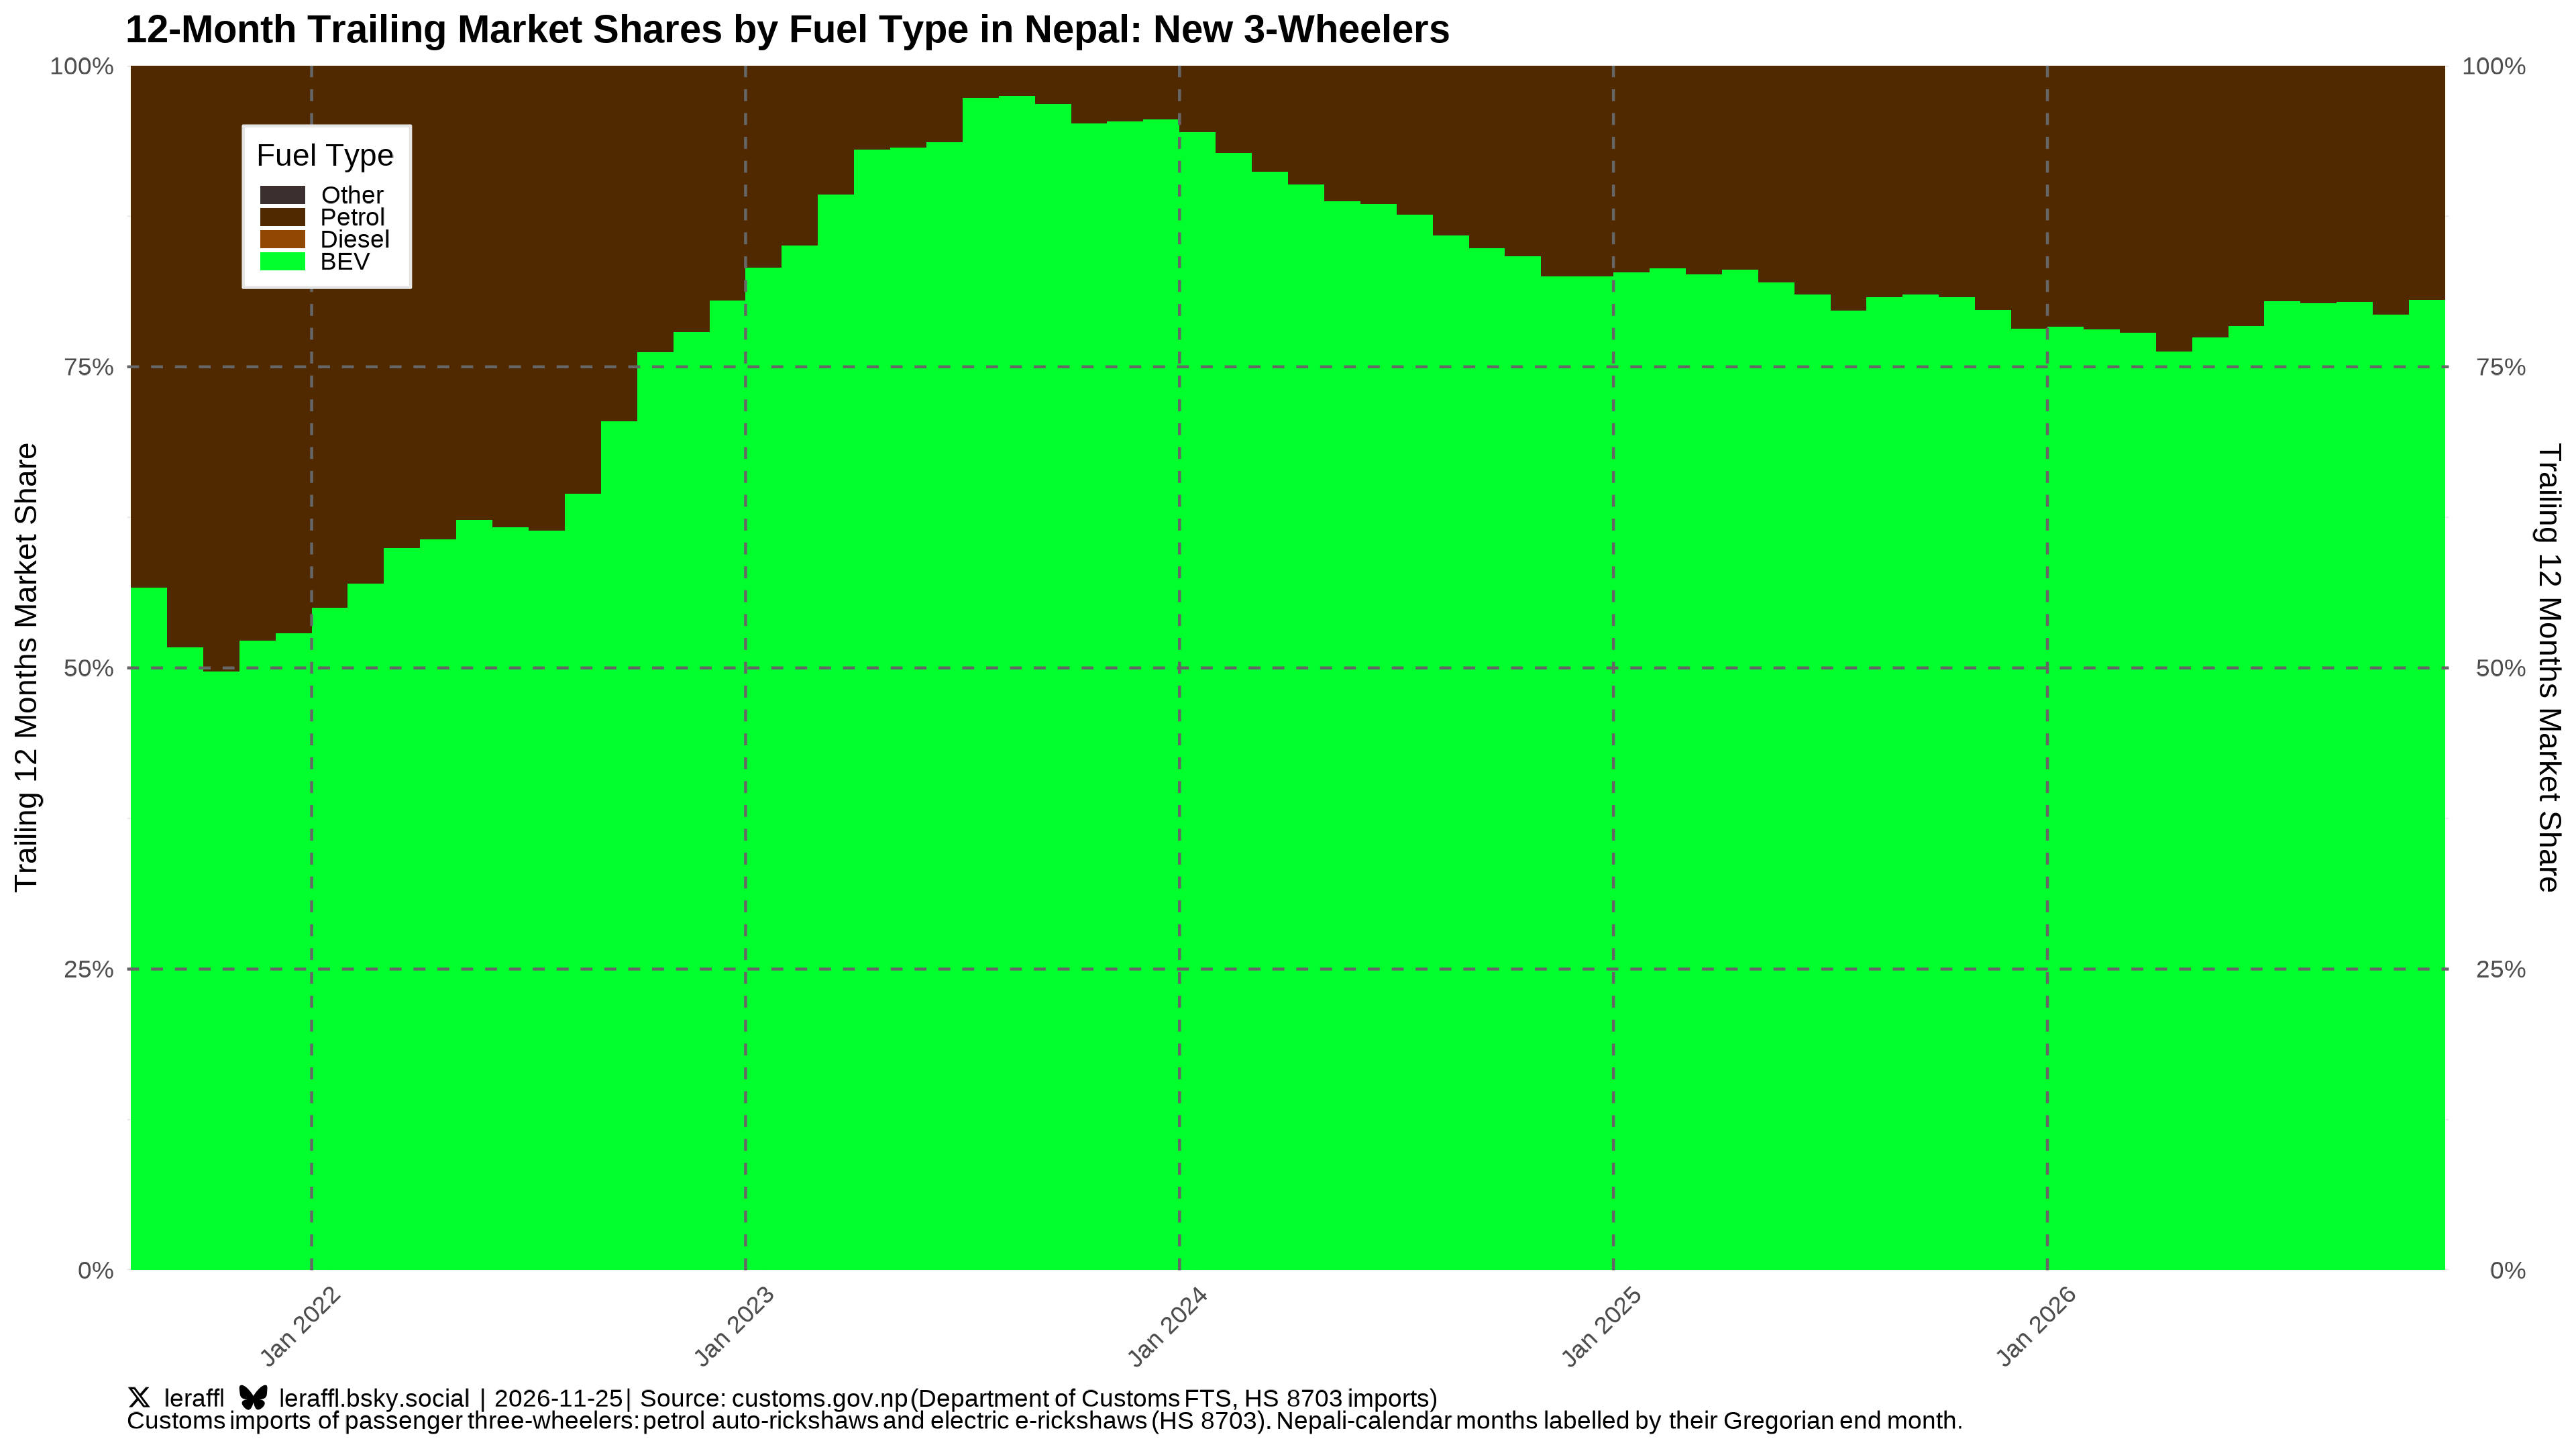 12-Month Trailing Market Shares by Fuel Type in Nepal: New 3-Wheelers
100%
100%
Fuel Type
Other
Petrol
Diesel
BEV
75%
75%
Trailing 12 Months Market Share
Trailing 12 Months Market Share
50%
50%
25%
25%
0%
0%
Jan 2022
Jan 2023
Jan 2024
Jan 2025
Jan 2026
leraffl leraffl.bsky.social | 2026-11-25| Source: customs.gov.np (Department of Customs FTS, HS 8703 imports)
Customs imports of passenger three-wheelers: petrol auto-rickshaws and electric e-rickshaws (HS 8703). Nepali-calendar months labelled by their Gregorian end month.